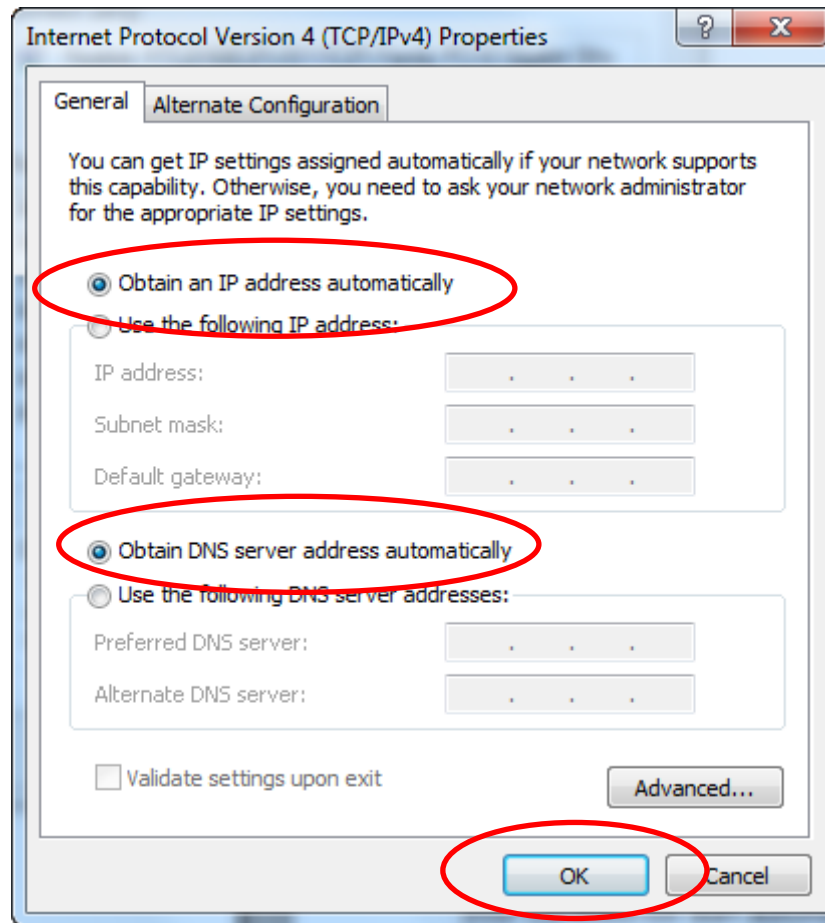 Internet Protocol Version 4 (TCP/IPv4) Properties
General
Alternate Configuration
You can get IP settings assigned automatically if your network supports
this capability. Otherwise, you need to ask your network administrator
for the appropriate IP settings.
Obtain an IP address automatically
Use the following IP address:
IP address:
Subnet mask:
Default gateway:
Obtain DNS server address automatically
Use the following DNS server addresses:
Preferred DNS server:
Alternate DNS server:
Validate settings upon exit
Advanced...
OK
Cancel